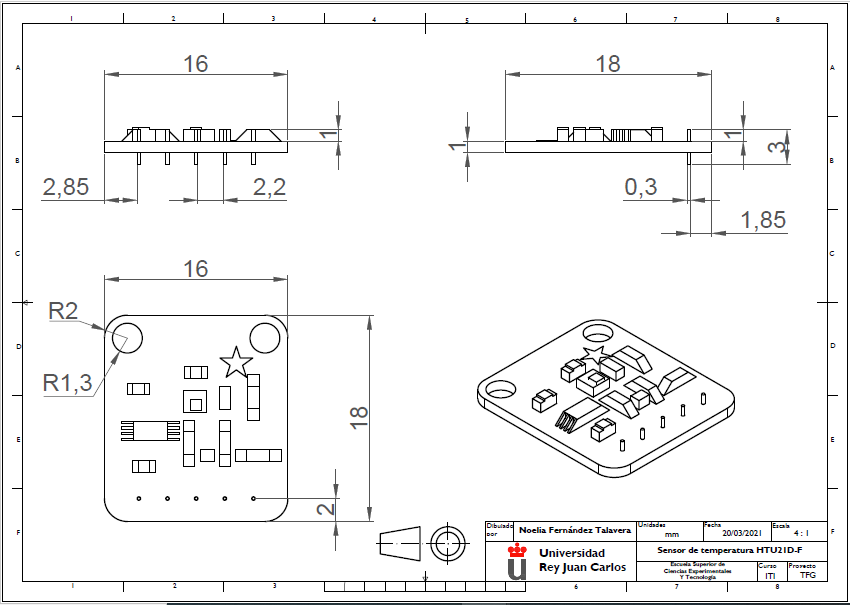 1 2 3 4 5 6 7 8
A A
16 18
1 1 1 3
B B
2,85 2,2 0,3
1,85
C C
16
R2
D D
R1,3
18
E E
2
F F
Dibujado por Noelia Fernández Talavera Unidades mm Fecha 20/03/2021 Escala 4 : 1
Universidad
Rey Juan Carlos
Sensor de temperatura HTU21D-F
Escuela Superior de
Ciencias Experimentales
Y Tecnología
Curso ITI Proyecto TFG
1 2 3 6 7 8